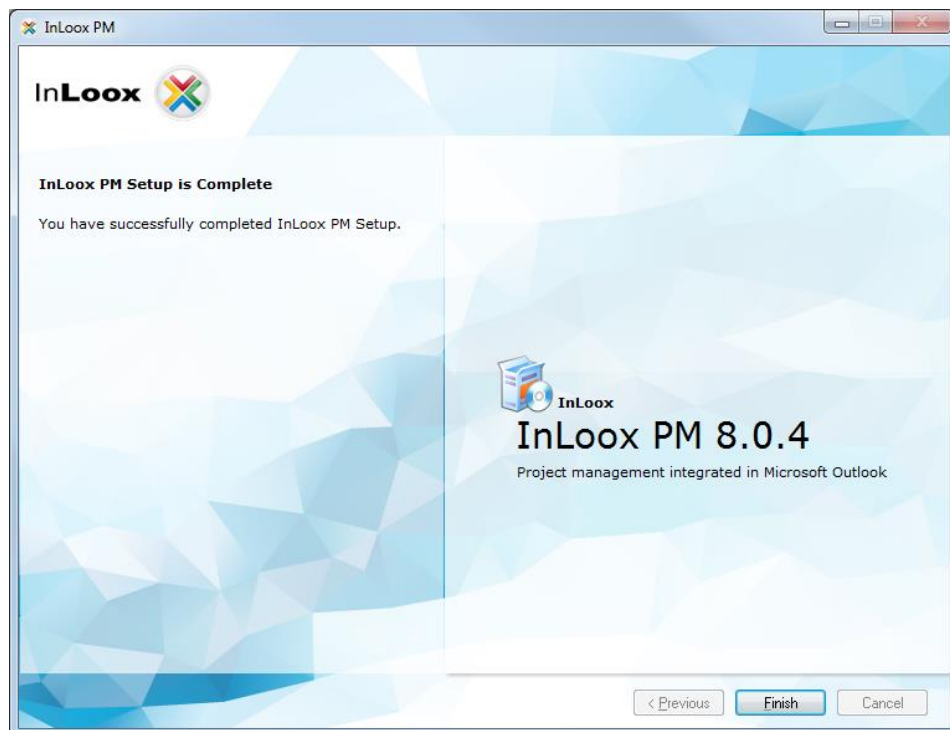 InLoox PM
InLoox
InLoox PM Setup is Complete
You have successfully completed InLoox PM Setup.
InLoox
InLoox PM 8.0.4
Project management integrated in Microsoft Outlook
< Previous Finish Cancel